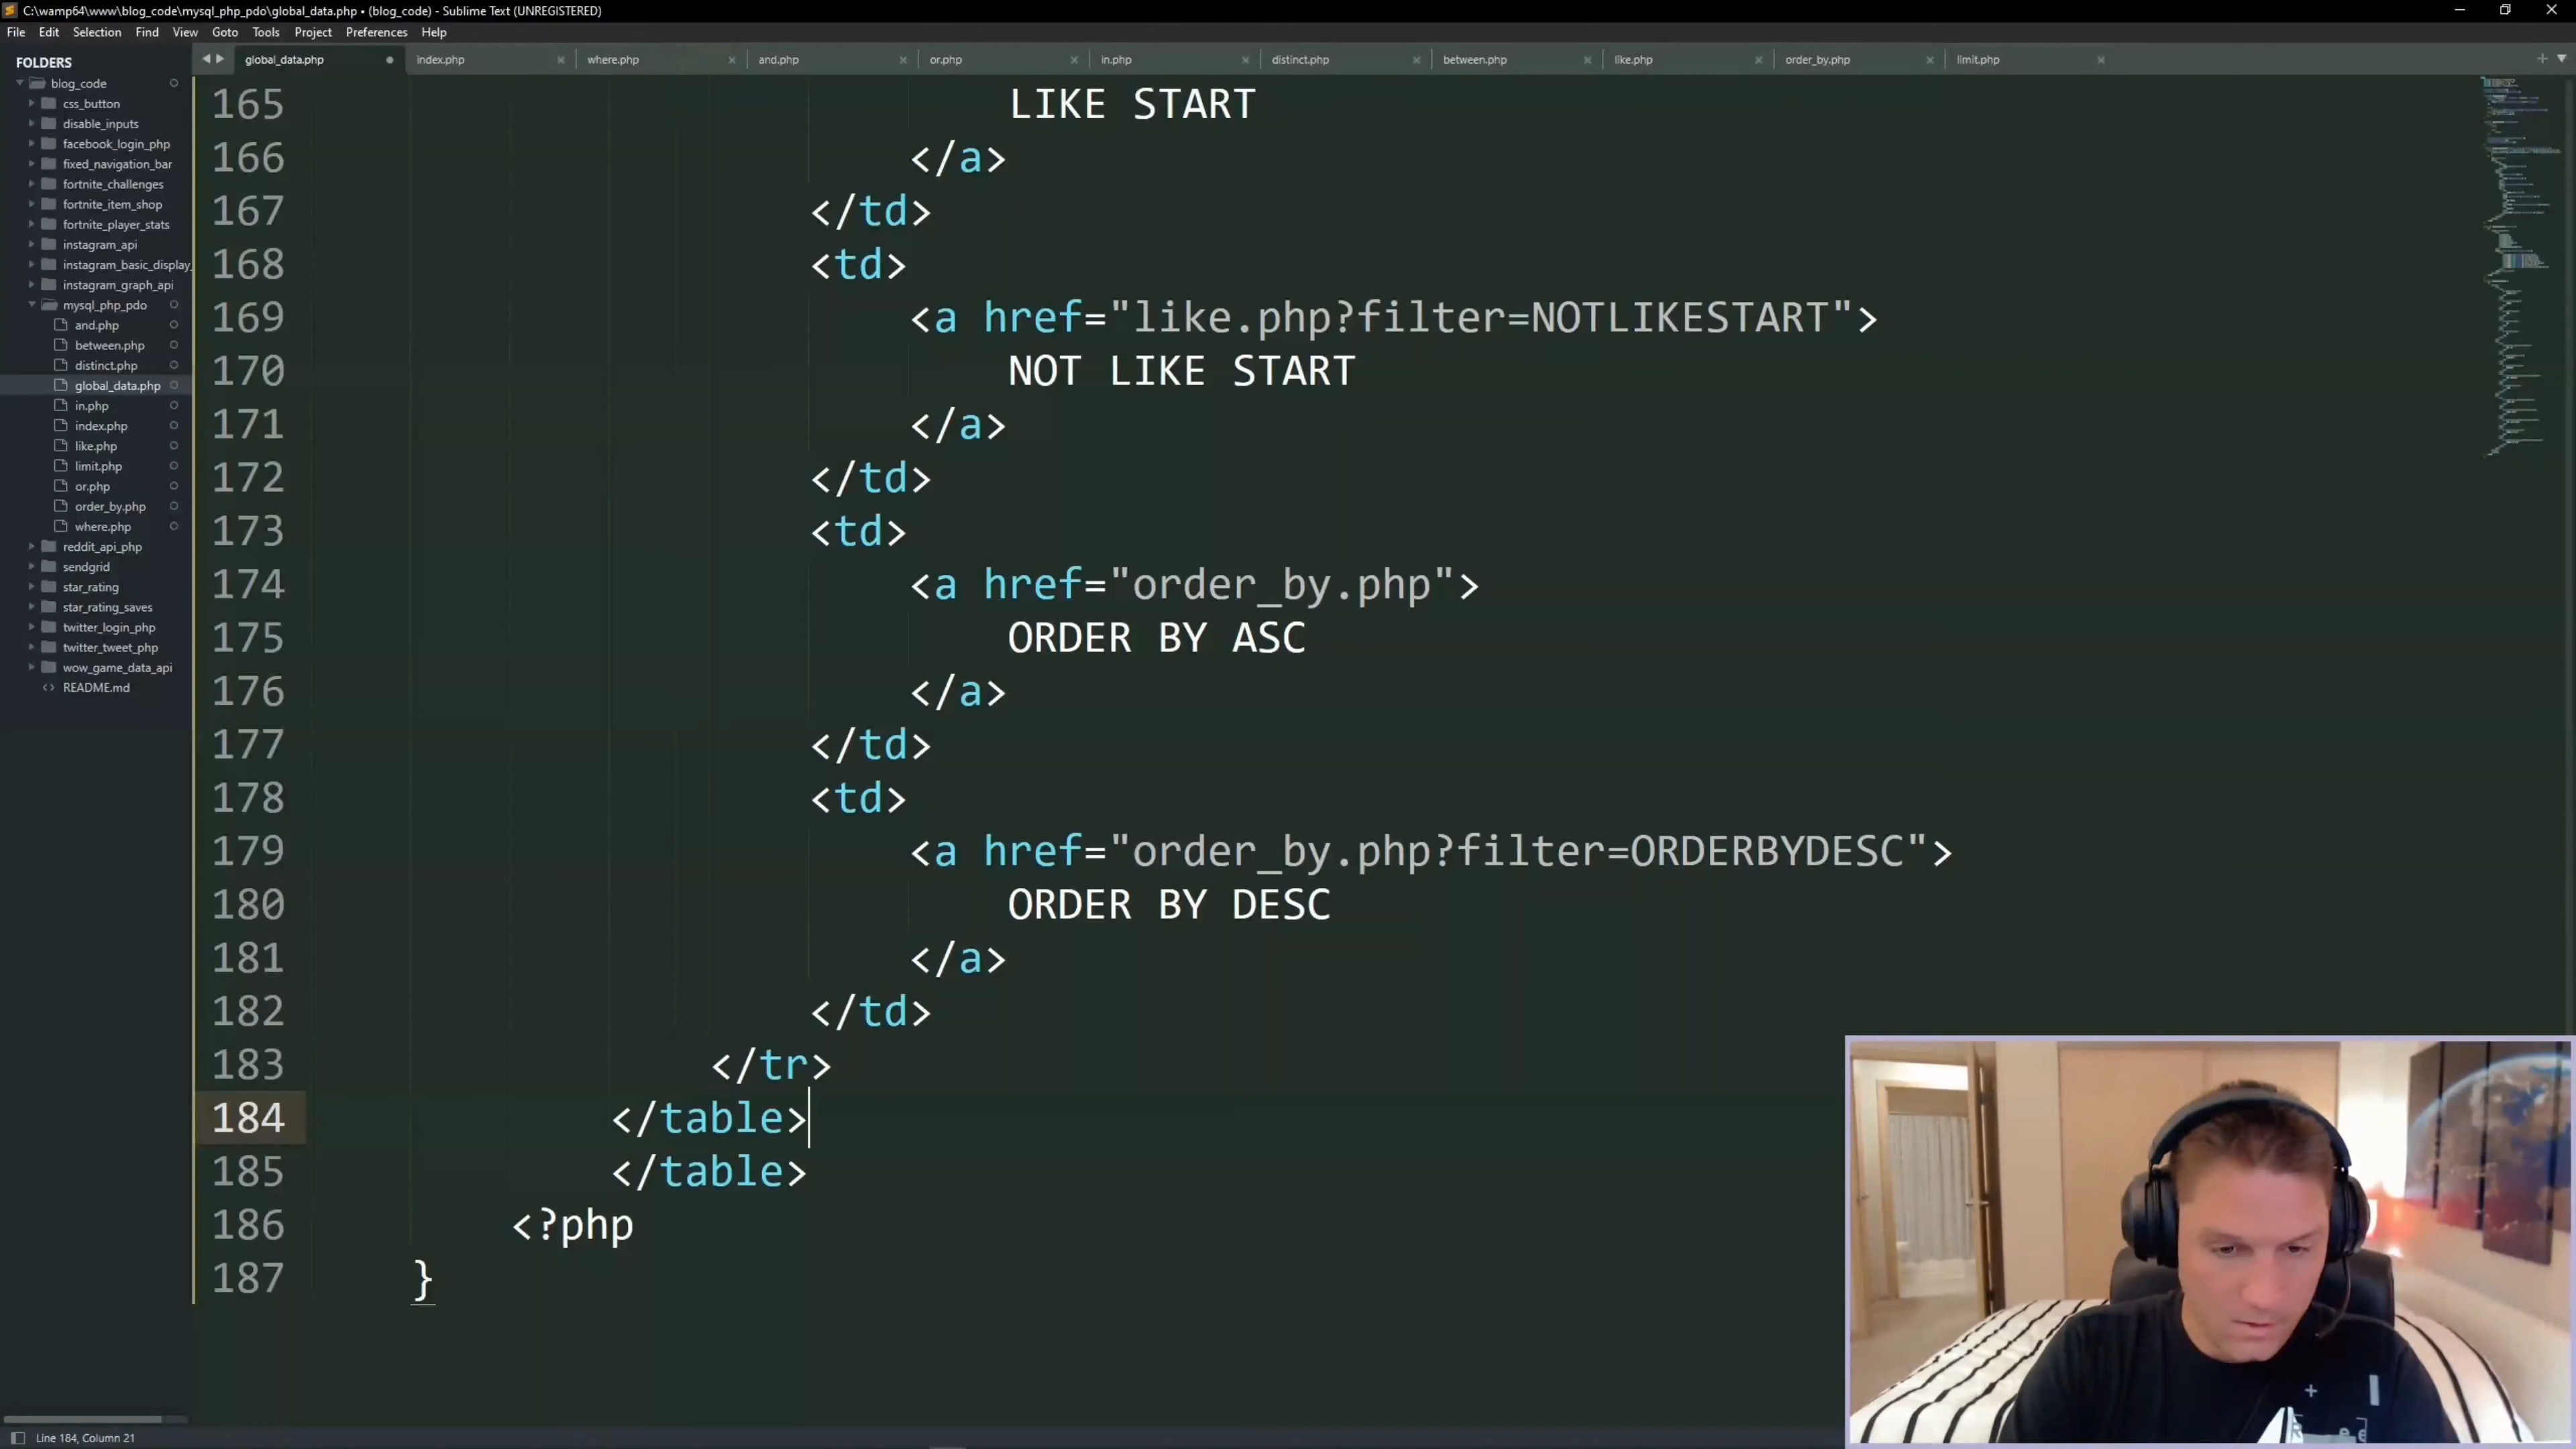 C:\wamp64\www\blog_code\mysql_php_pdo\global_data.php • (blog_code) - Sublime Text (UNREGISTERED)
File Edit Selection Find View Goto Tools Project Preferences Help
FOLDERS
blog_code
css_button
disable_inputs
facebook_login_php
fixed_navigation_bar
fortnite_challenges
fortnite_item_shop
fortnite_player_stats
instagram_api
instagram_basic_display_
instagram_graph_api
mysql_php_pdo
and.php
between.php
distinct.php
global_data.php
in.php
index.php
like.php
limit.php
or.php
order_by.php
where.php
reddit_api_php
sendgrid
star_rating
star_rating_saves
twitter_login_php
twitter_tweet_php
wow_game_data_api
README.md
global_data.php index.php where.php and.php or.php in.php distinct.php between.php like.php order_by.php limit.php
165 LIKE START
166 </a>
167 </td>
168 <td>
169 <a href="like.php?filter=NOTLIKESTART">
170 NOT LIKE START
171 </a>
172 </td>
173 <td>
174 <a href="order_by.php">
175 ORDER BY ASC
176 </a>
177 </td>
178 <td>
179 <a href="order_by.php?filter=ORDERBYDESC">
180 ORDER BY DESC
181 </a>
182 </td>
183 </tr>
184 </table>
185 </table>
186 <?php
187 }
Line 184, Column 21